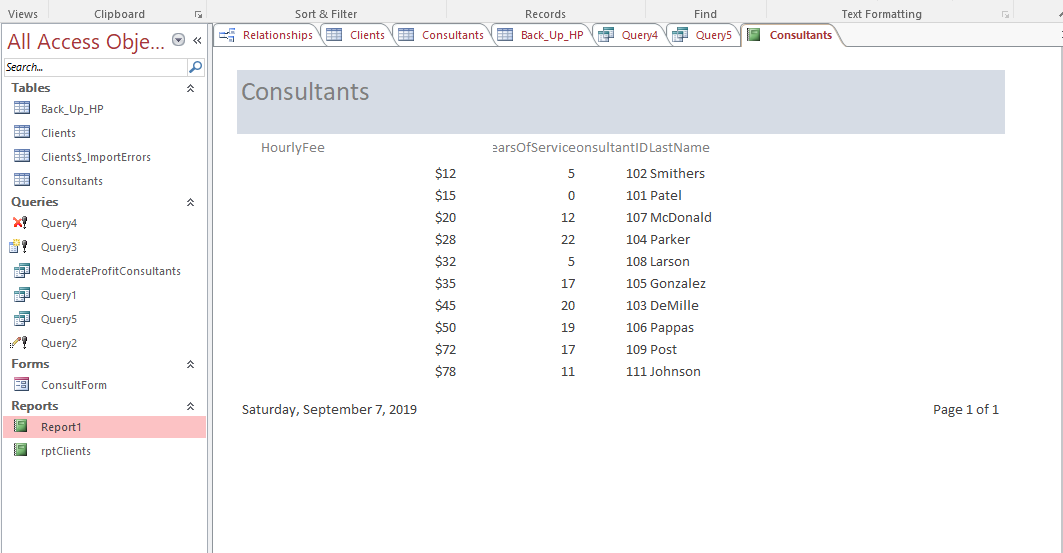 Views Clipboard Sort & Filter Records Find Text Formatting
All Access Obje... «
Search...
Tables
Back_Up_HP
Clients
Clients$_ImportErrors
Consultants
Queries
Query4
Query3
ModerateProfitConsultants
Query1
Query5
Query2
Forms
ConsultForm
Reports
Report1
rptClients
Relationships Clients Consultants Back_Up_HP Query4 Query5 Consultants
Consultants
HourlyFee earsOfService onsultantID LastName
$12 5 102 Smithers
$15 0 101 Patel
$20 12 107 McDonald
$28 22 104 Parker
$32 5 108 Larson
$35 17 105 Gonzalez
$45 20 103 DeMille
$50 19 106 Pappas
$72 17 109 Post
$78 11 111 Johnson
Saturday, September 7, 2019 Page 1 of 1